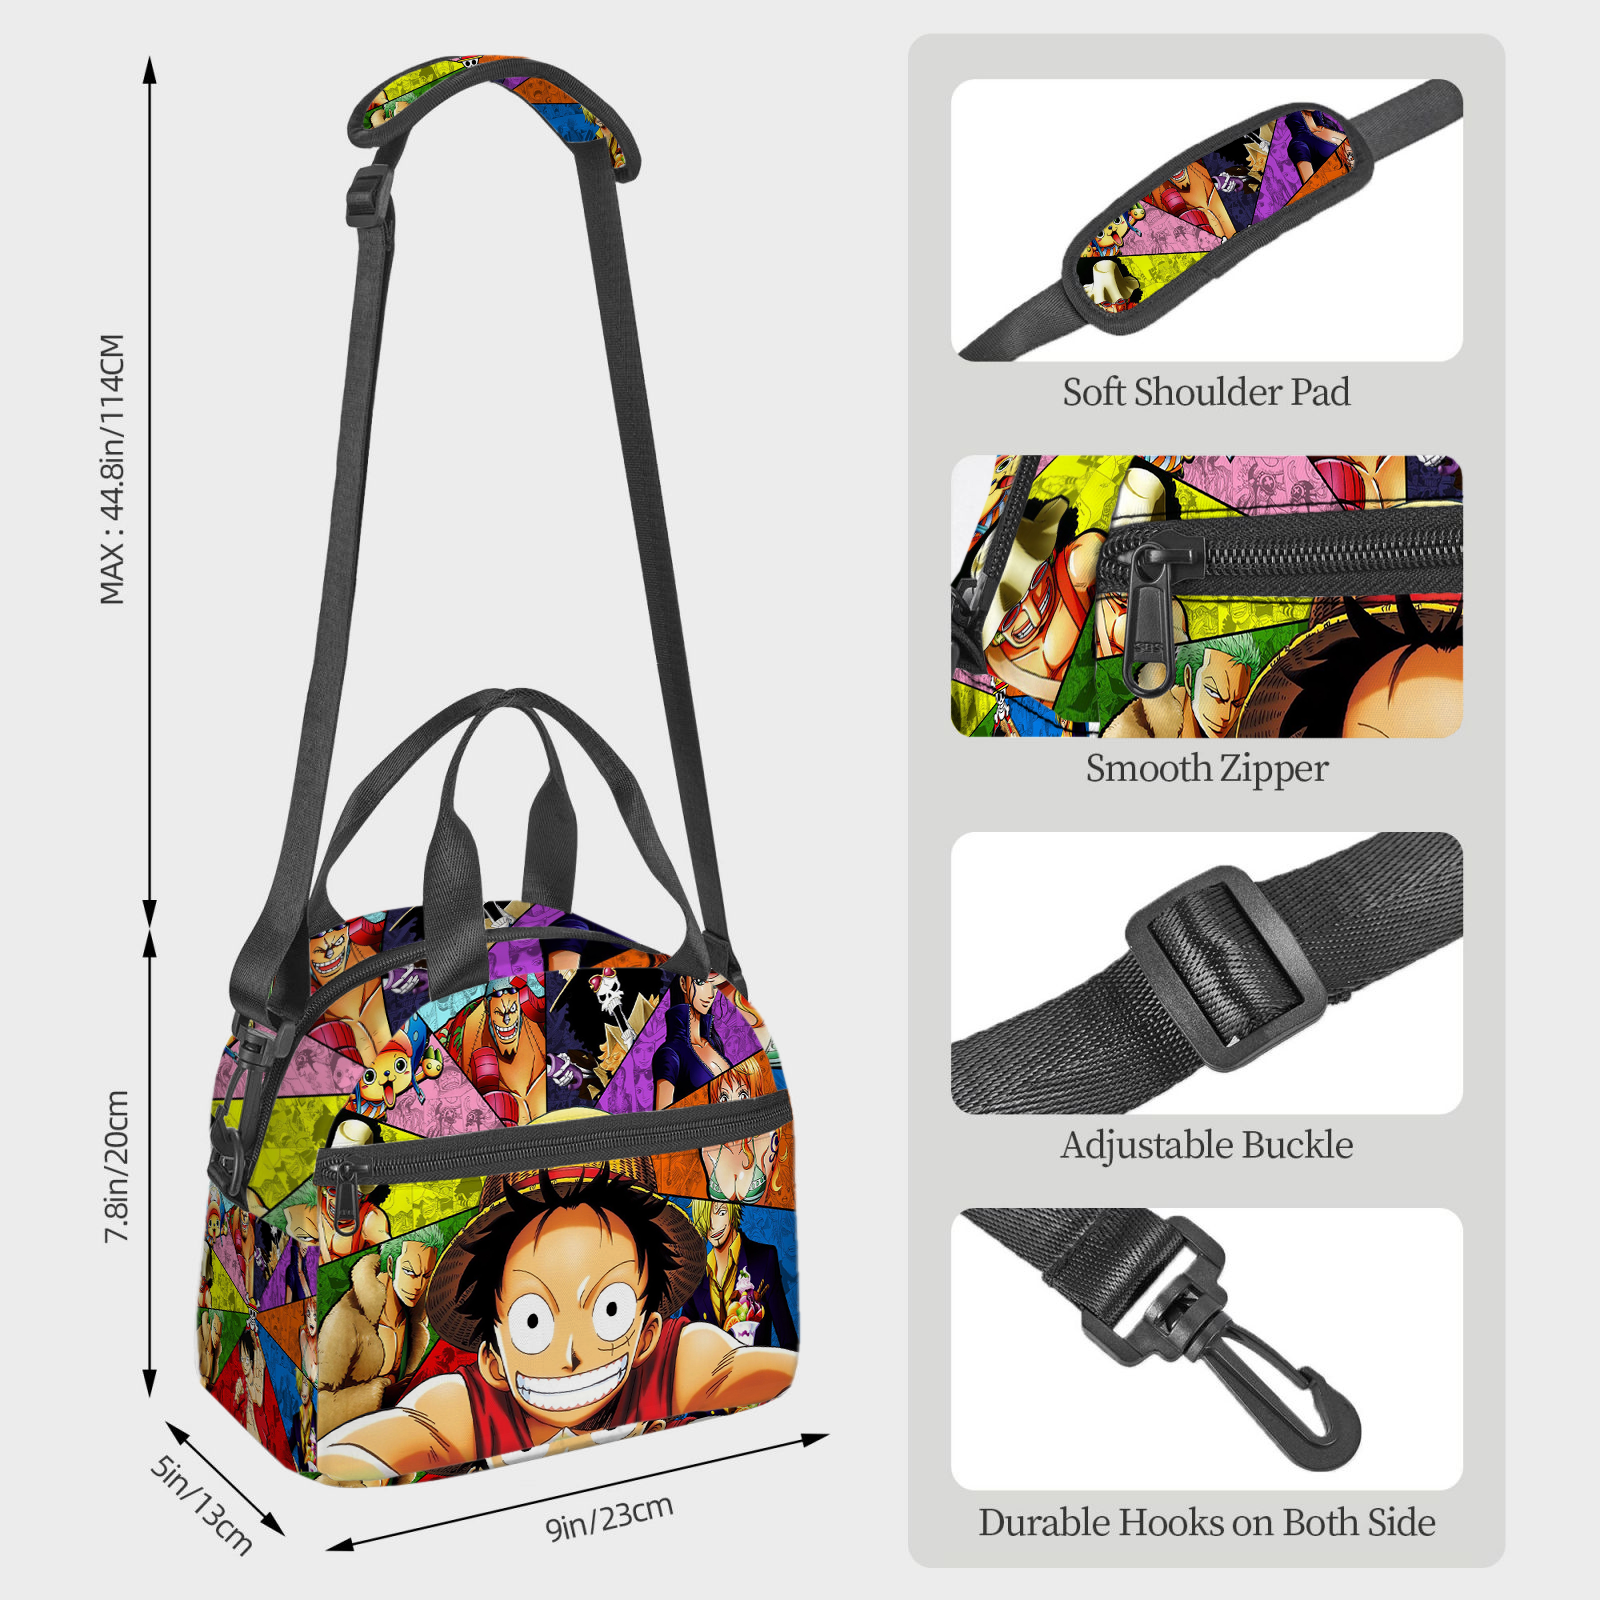 MAX : 44.8in/114CM
7.8in/20cm
5in/13cm
9in/23cm
Soft Shoulder Pad
Smooth Zipper
Adjustable Buckle
Durable Hooks on Both Side